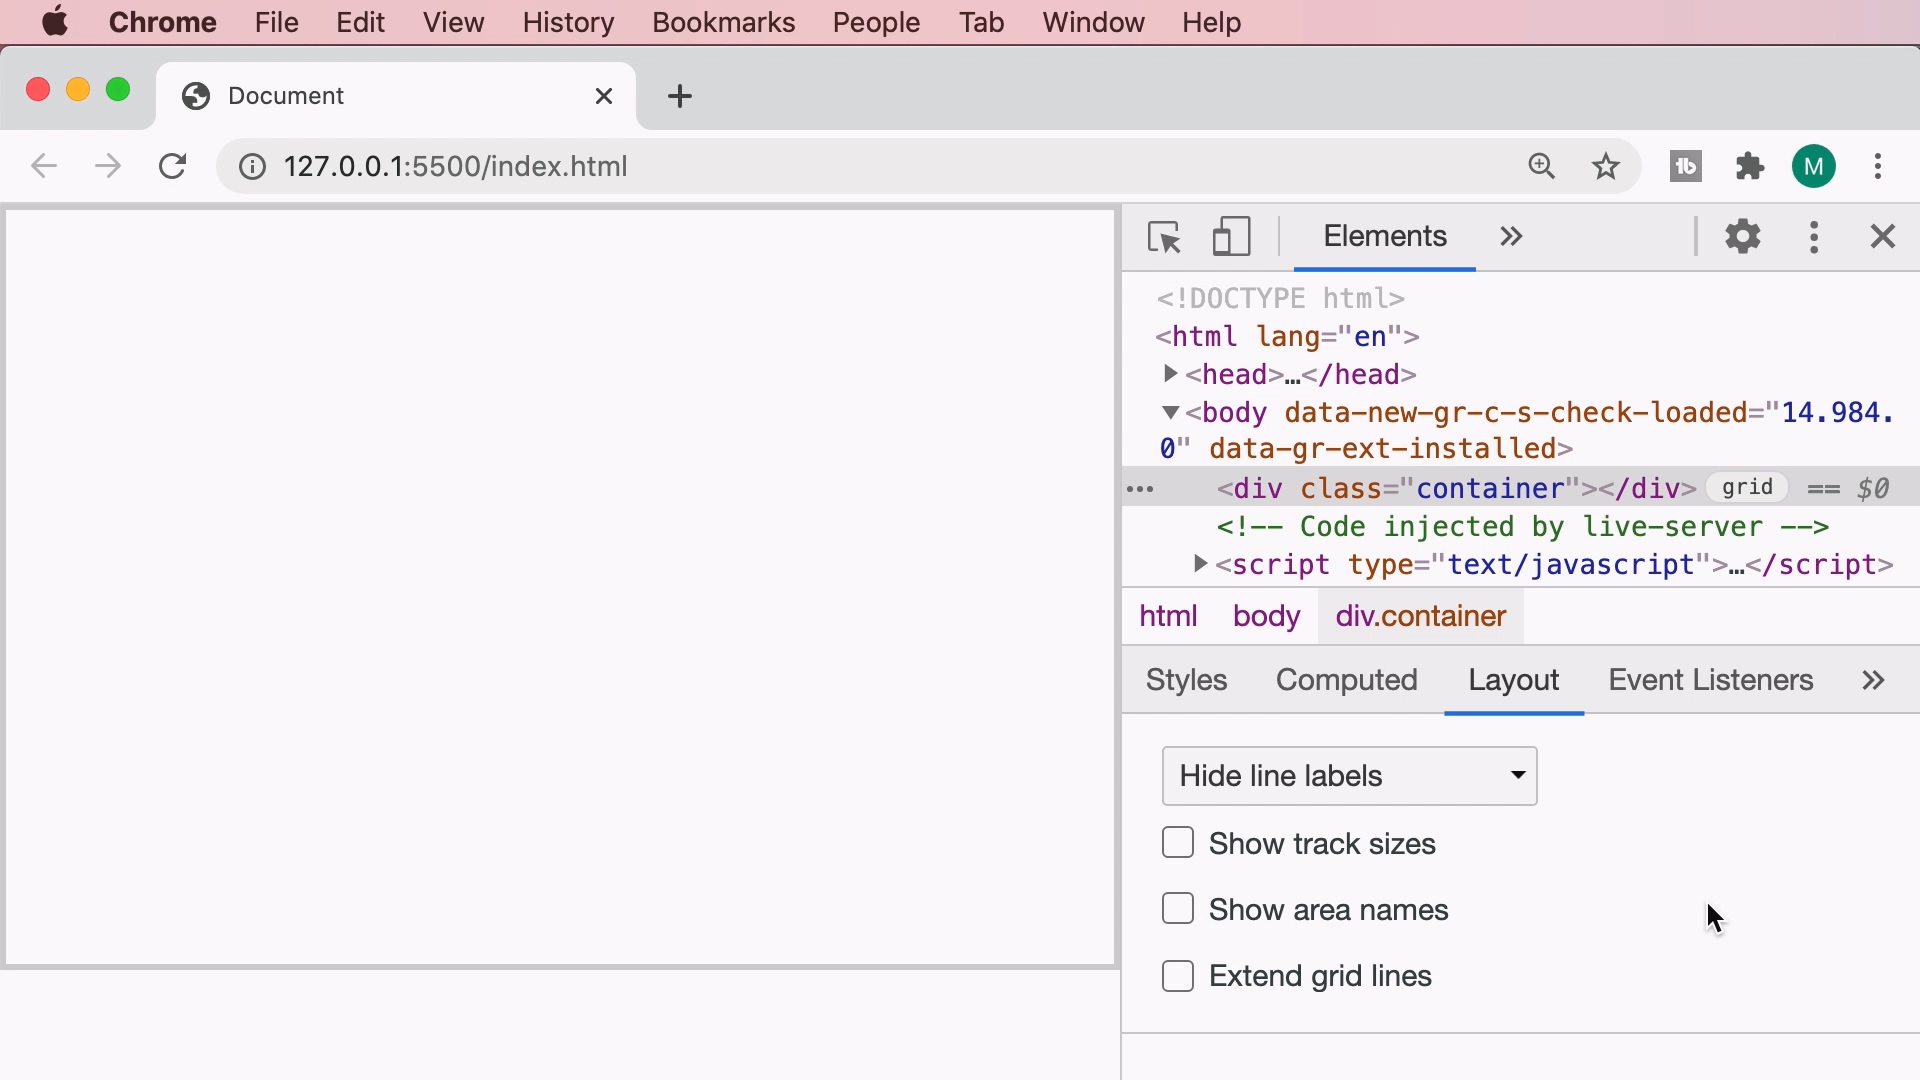 Chrome File Edit View History Bookmarks People Tab Window Help
Document
127.0.0.1:5500/index.html
M
Elements
<!DOCTYPE html>
<html lang="en">
<head>…</head>
<body data-new-gr-c-s-check-loaded="14.984.
0" data-gr-ext-installed>
<div class="container"></div> grid == $0
<!-- Code injected by live-server -->
<script type="text/javascript">…</script>
html body div.container
Styles Computed Layout Event Listeners
Hide line labels
Show track sizes
Show area names
Extend grid lines